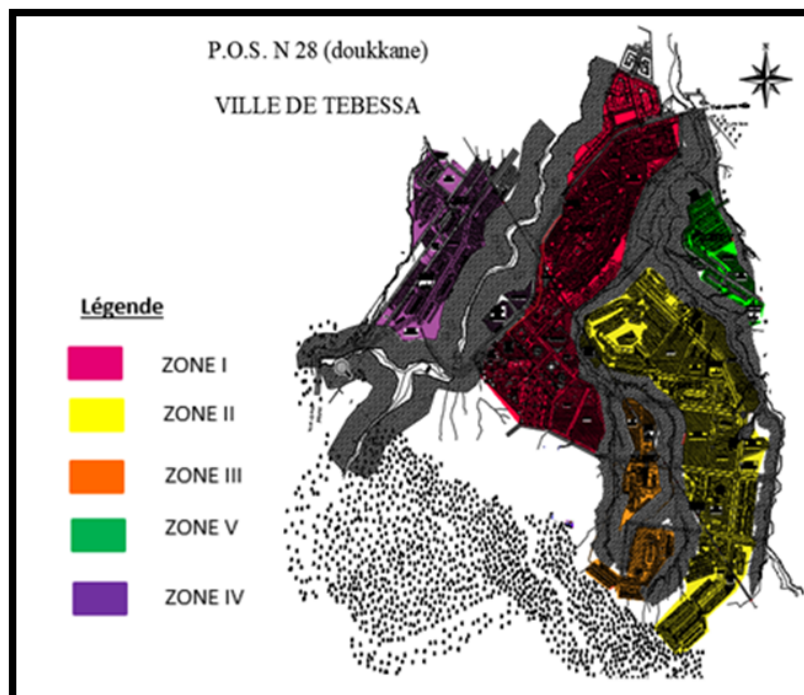 P.O.S. N 28 (doukkane)
VILLE DE TEBESSA
N
Légende
ZONE I
ZONE II
ZONE III
ZONE V
ZONE IV